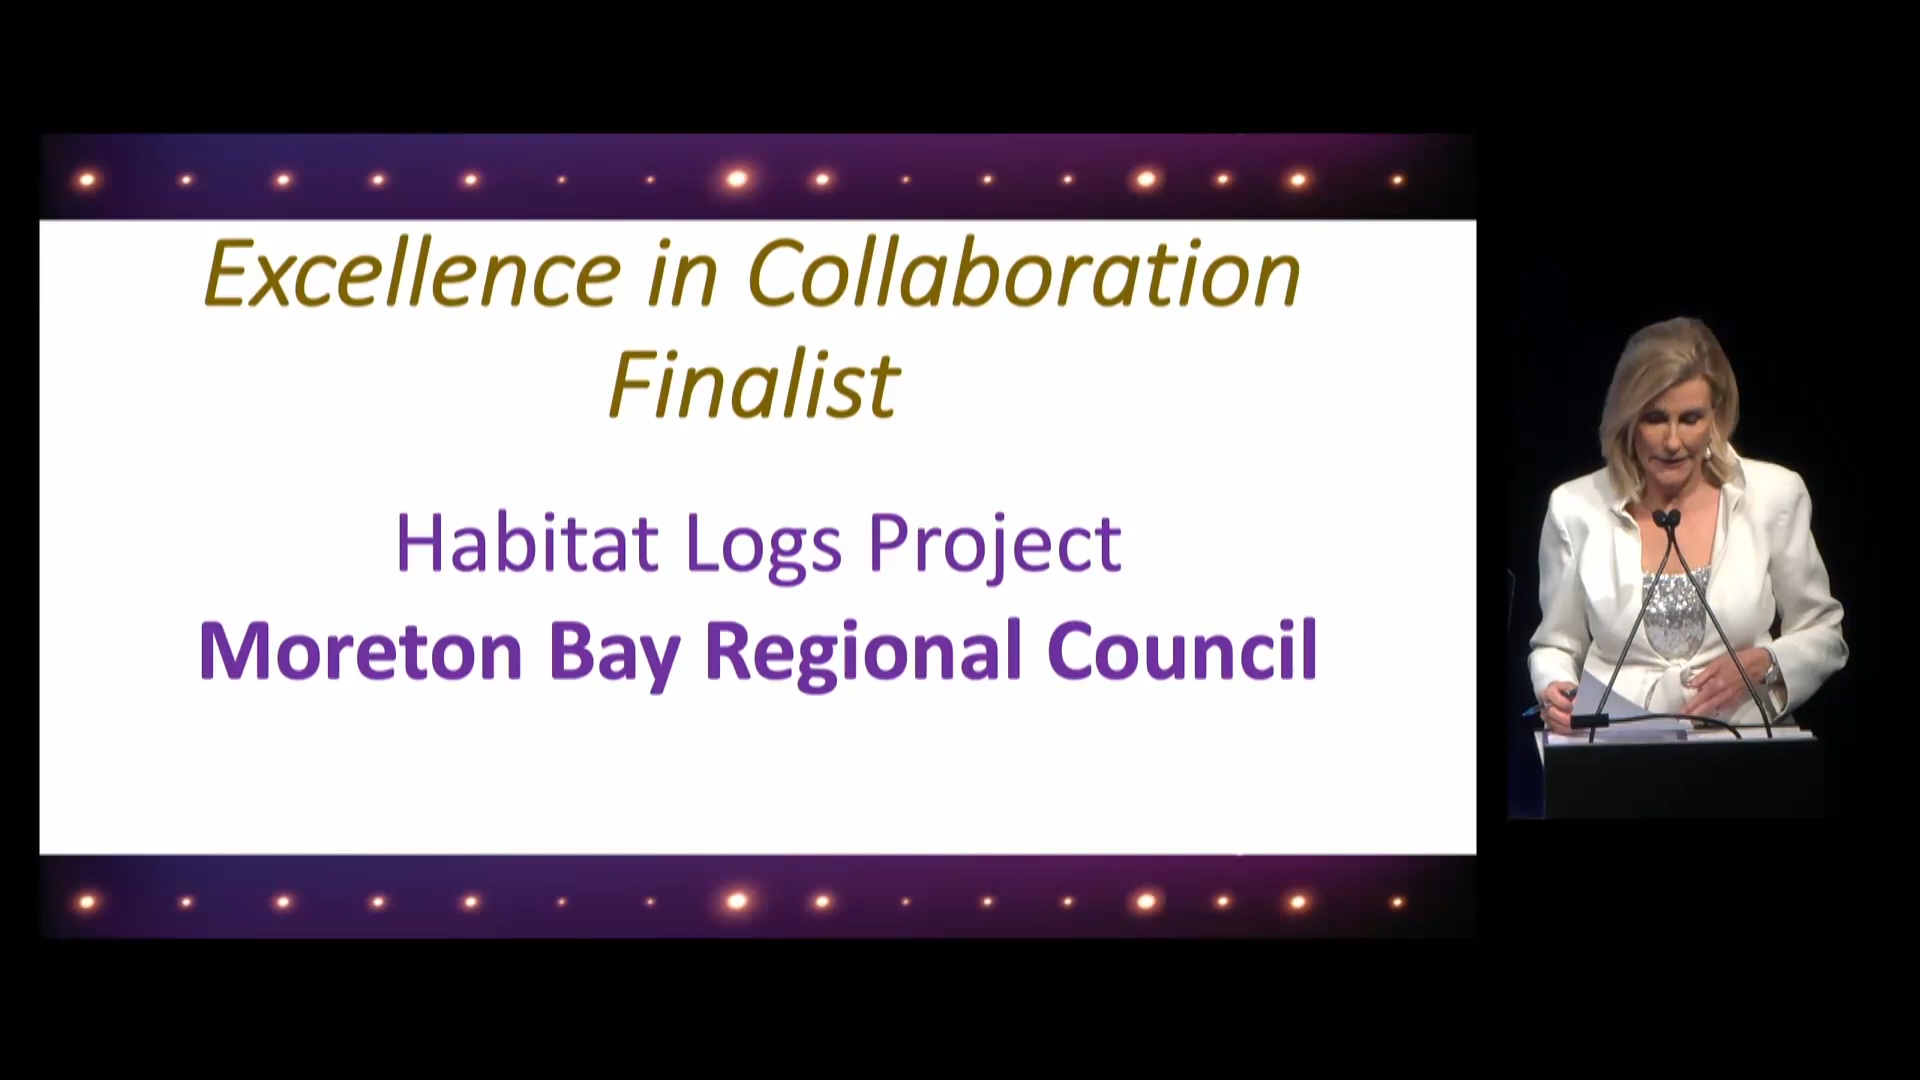 Excellence in Collaboration
Finalist
Habitat Logs Project
Moreton Bay Regional Council